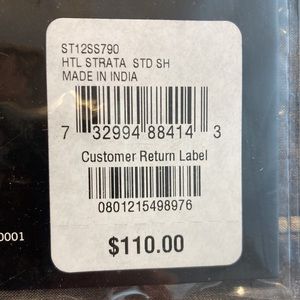 ST12SS790
HTL STRATA STD SH
MADE IN INDIA
7 32994 88414 3
Customer Return Label
0801215498976
0001
$110.00